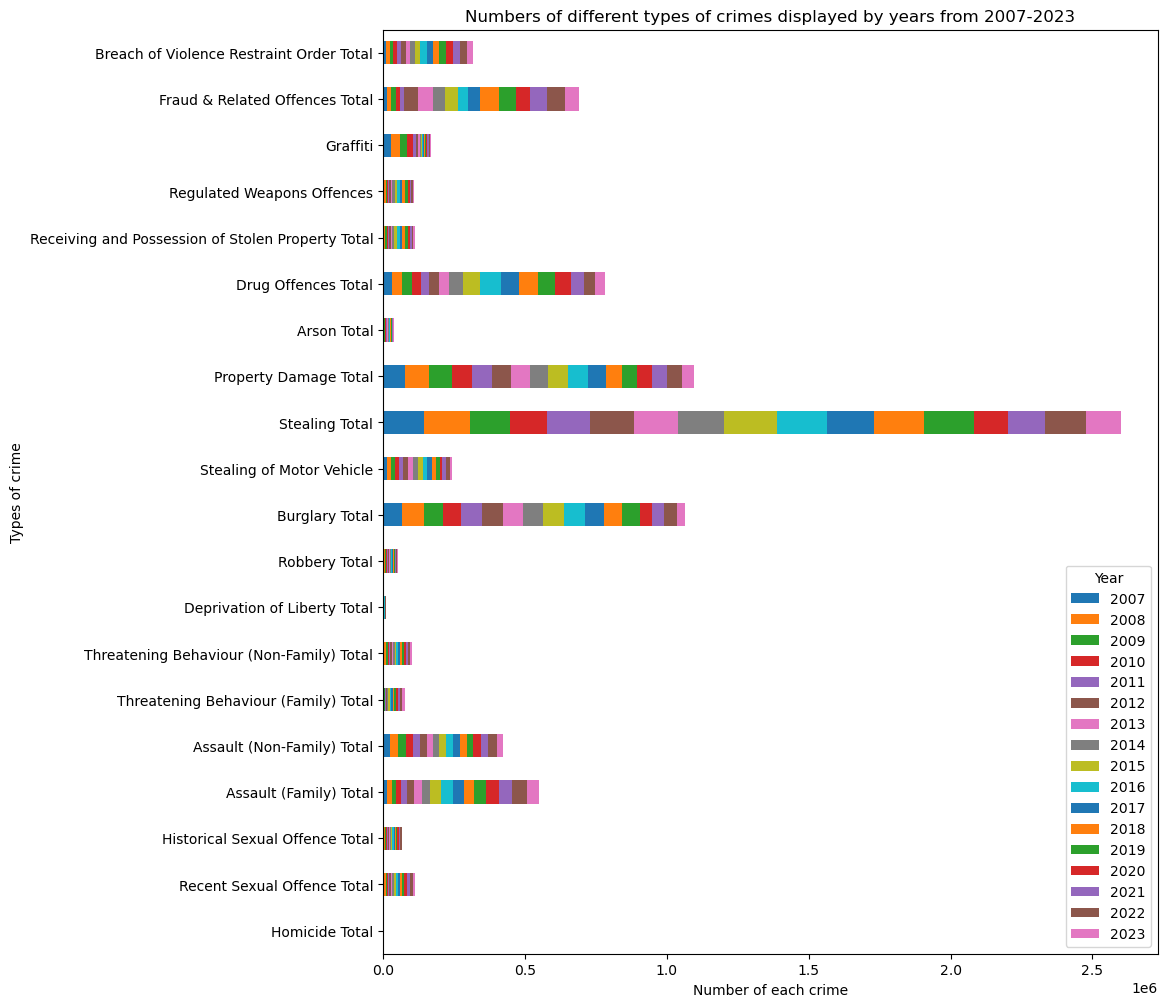 Numbers of different types of crimes displayed by years from 2007-2023
Breach of Violence Restraint Order Total
Fraud & Related Offences Total
Graffiti
Regulated Weapons Offences
Receiving and Possession of Stolen Property Total
Drug Offences Total
Arson Total
Property Damage Total
Stealing Total
Stealing of Motor Vehicle
Burglary Total
Robbery Total
Deprivation of Liberty Total
Threatening Behaviour (Non-Family) Total
Threatening Behaviour (Family) Total
Assault (Non-Family) Total
Assault (Family) Total
Historical Sexual Offence Total
Recent Sexual Offence Total
Homicide Total
Types of crime
Year
2007
2008
2009
2010
2011
2012
2013
2014
2015
2016
2017
2018
2019
2020
2021
2022
2023
0.0 0.5 1.0 1.5 2.0 2.5
1e6
Number of each crime